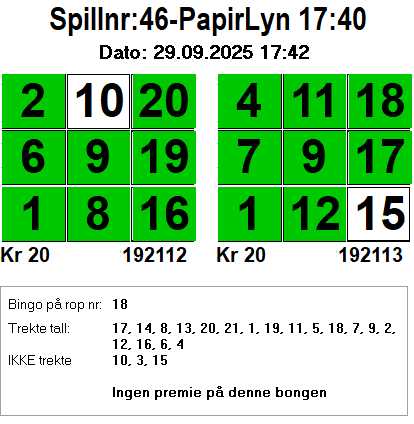 Spillnr:46-PapirLyn 17:40
Dato: 29.09.2025 17:42
2 10 20 4 11 18
6 9 19 7 9 17
1 8 16 1 12 15
Kr 20 192112 Kr 20 192113
Bingo på rop nr: 18
Trekte tall: 17, 14, 8, 13, 20, 21, 1, 19, 11, 5, 18, 7, 9, 2,
12, 16, 6, 4
IKKE trekte 10, 3, 15
Ingen premie på denne bongen